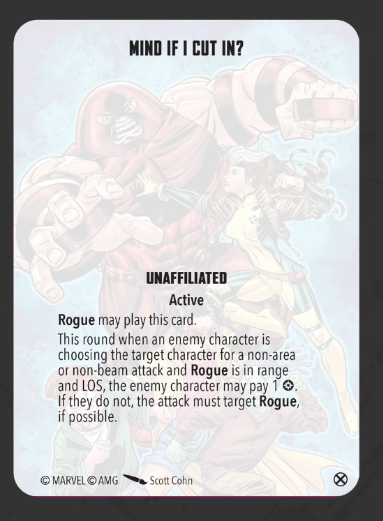 MIND IF I CUT IN?
UNAFFILIATED
Active
Rogue may play this card.
This round when an enemy character is
choosing the target character for a non-area
or non-beam attack and Rogue is in range
and LOS, the enemy character may pay 1 .
If they do not, the attack must target Rogue,
if possible.
© MARVEL © AMG Scott Cohn